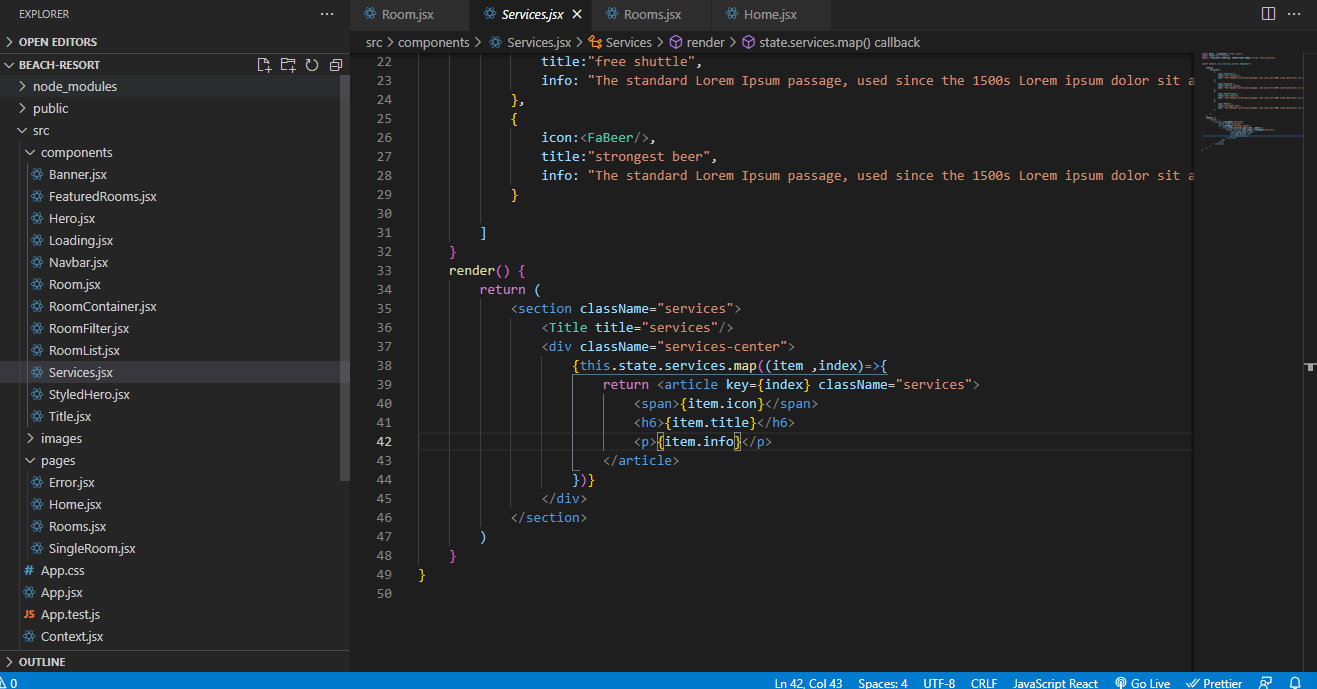 EXPLORER
OPEN EDITORS
BEACH-RESORT
node_modules
public
src
components
Banner.jsx
FeaturedRooms.jsx
Hero.jsx
Loading.jsx
Navbar.jsx
Room.jsx
RoomContainer.jsx
RoomFilter.jsx
RoomList.jsx
Services.jsx
StyledHero.jsx
Title.jsx
images
pages
Error.jsx
Home.jsx
Rooms.jsx
SingleRoom.jsx
# App.css
App.jsx
JS App.test.js
Context.jsx
OUTLINE
Room.jsx Services.jsx Rooms.jsx Home.jsx
src > components > Services.jsx > Services > render > state.services.map() callback
22 title:"free shuttle",
23 info: "The standard Lorem Ipsum passage, used since the 1500s Lorem ipsum dolor sit a
24 },
25 {
26 icon:<FaBeer/>,
27 title:"strongest beer",
28 info: "The standard Lorem Ipsum passage, used since the 1500s Lorem ipsum dolor sit a
29 }
30
31 ]
32 }
33 render() {
34 return (
35 <section className="services">
36 <Title title="services"/>
37 <div className="services-center">
38 {this.state.services.map((item ,index)=>{
39 return <article key={index} className="services">
40 <span>{item.icon}</span>
41 <h6>{item.title}</h6>
42 <p>{item.info}</p>
43 </article>
44 })}
45 </div>
46 </section>
47 )
48 }
49 }
50
0 Ln 42, Col 43 Spaces: 4 UTF-8 CRLF JavaScript React Go Live Prettier